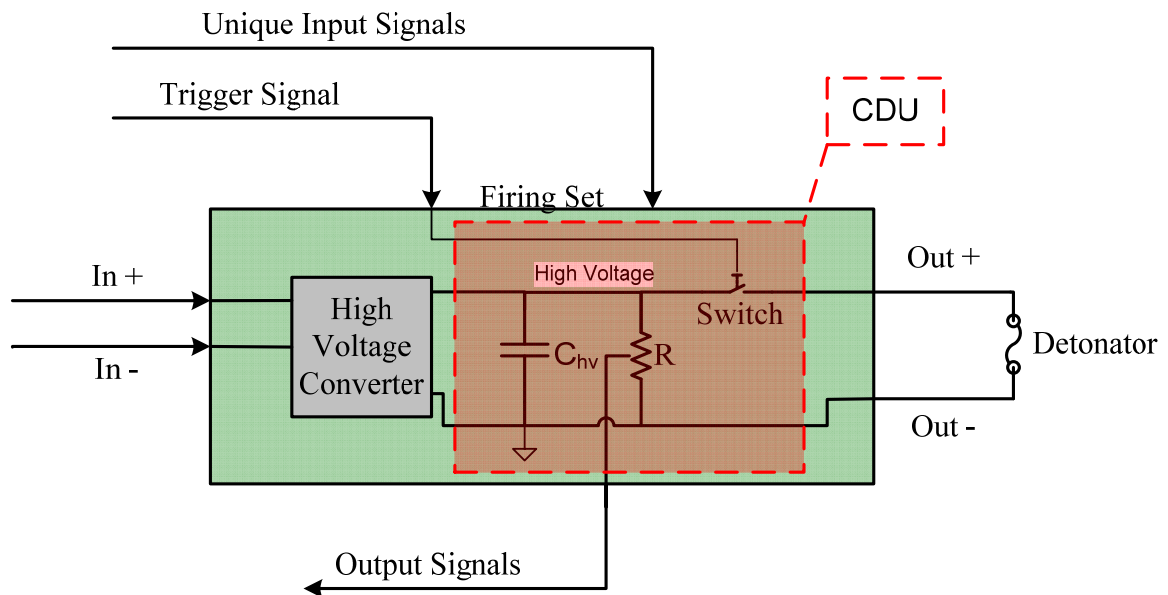 Unique Input Signals
Trigger Signal
CDU
Firing Set
In +
In -
High
Voltage
Converter
High Voltage
Switch
Chv
R
Out +
Out -
Detonator
Output Signals